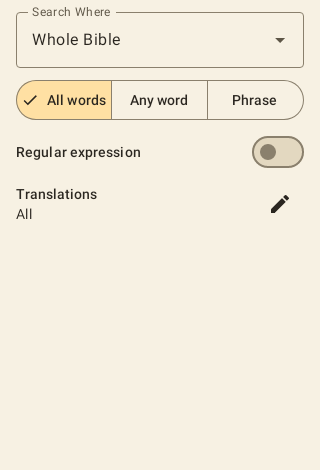 Search Where
Whole Bible
All words Any word Phrase
Regular expression
Translations
All